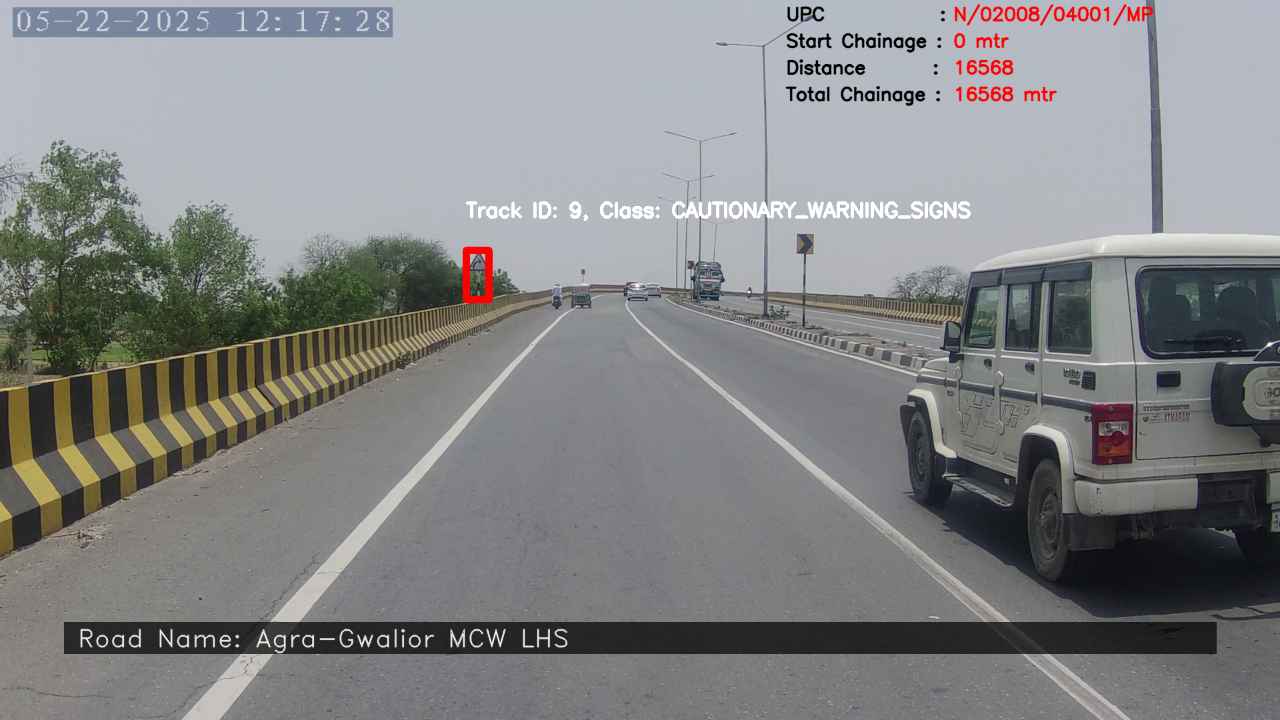 05-22-2025 12:17:28
UPC : N/02008/04001/MP
Start Chainage : 0 mtr
Distance : 16568
Total Chainage : 16568 mtr
Track ID: 9, Class: CAUTIONARY_WARNING_SIGNS
Road Name: Agra-Gwalior MCW LHS